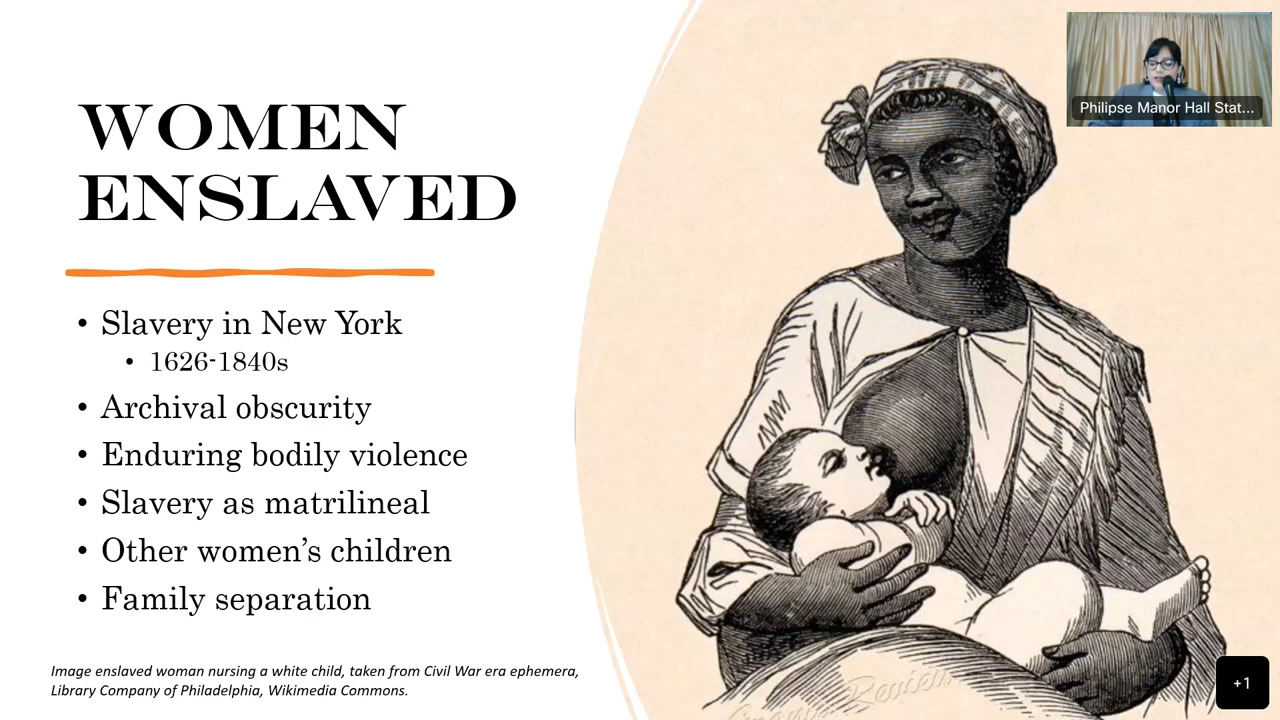 WOMEN
ENSLAVED
• Slavery in New York
• 1626-1840s
• Archival obscurity
• Enduring bodily violence
• Slavery as matrilineal
• Other women's children
• Family separation
Image enslaved woman nursing a white child, taken from Civil War era ephemera,
Library Company of Philadelphia, Wikimedia Commons.
Philipse Manor Hall Stat...
+1